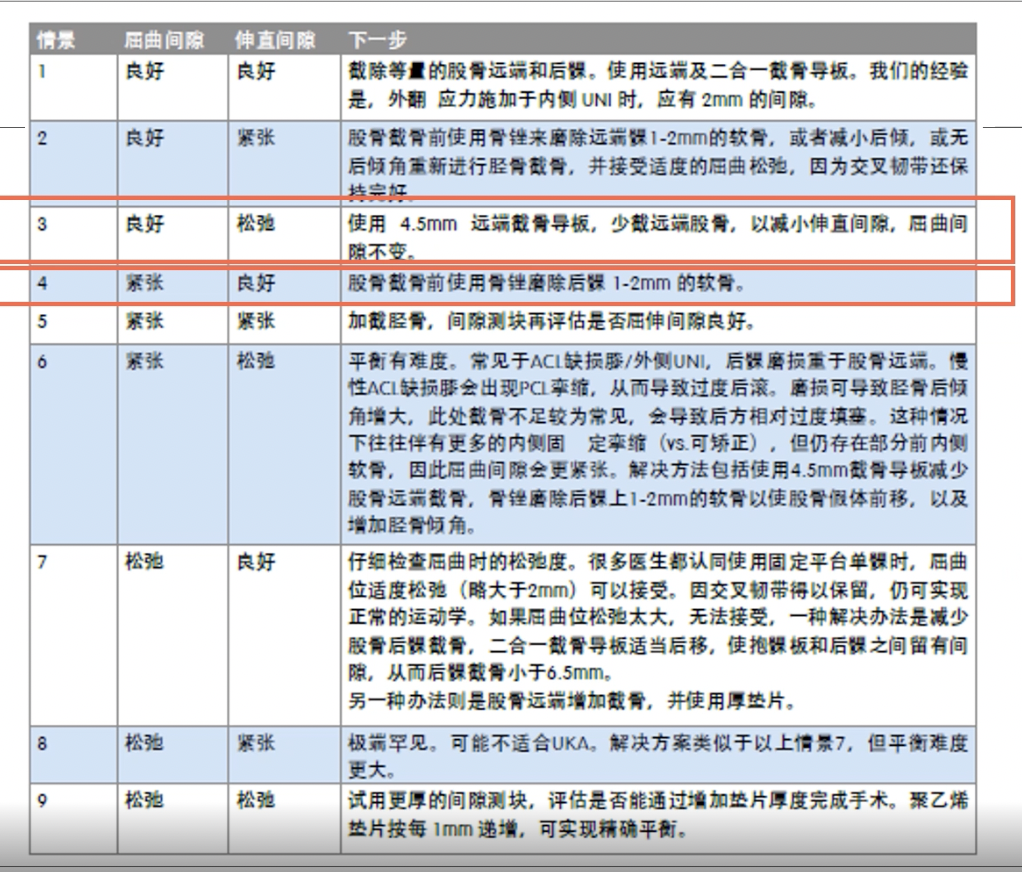 情景 屈曲间隙 伸直间隙 下一步
1 良好 良好 截除等量的股骨远端和后髁。使用远端及二合一截骨导板。我们的经验
是，外翻 应力施加于内侧 UNI 时，应有 2mm 的间隙。
2 良好 紧张 股骨截骨前使用骨锉来磨除远端髁1-2mm的软骨，或者减小后倾，或无
后倾角重新进行胫骨截骨，并接受适度的屈曲松弛，因为交叉韧带还保
持完好。
3 良好 松弛 使用 4.5mm 远端截骨导板，少截远端股骨，以减小伸直间隙，屈曲间
隙不变。
4 紧张 良好 股骨截骨前使用骨锉磨除后髁 1-2mm 的软骨。
5 紧张 紧张 加截胫骨，间隙测块再评估是否屈伸间隙良好。
6 紧张 松弛 平衡有难度。常见于ACL缺损膝/外侧UNI，后髁磨损重于股骨远端。慢
性ACL缺损膝会出现PCL挛缩，从而导致过度后滚。磨损可导致胫骨后倾
角增大，此处截骨不足较为常见，会导致后方相对过度填塞。这种情况
下往往伴有更多的内侧固 定挛缩（vs.可矫正），但仍存在部分前内侧
软骨，因此屈曲间隙会更紧张。解决方法包括使用4.5mm截骨导板减少
股骨远端截骨，骨锉磨除后髁上1-2mm的软骨以使股骨假体前移，以及
增加胫骨倾角。
7 松弛 良好 仔细检查屈曲时的松弛度。很多医生都认同使用固定平台单髁时，屈曲
位适度松弛（略大于2mm）可以接受。因交叉韧带得以保留，仍可实现
正常的运动学。如果屈曲位松弛太大，无法接受，一种解决办法是减少
股骨后髁截骨，二合一截骨导板适当后移，使抱髁板和后髁之间留有间
隙，从而后髁截骨小于6.5mm。
另一种办法则是股骨远端增加截骨，并使用厚垫片。
8 松弛 紧张 极端罕见。可能不适合UKA。解决方案类似于以上情景7，但平衡难度
更大。
9 松弛 松弛 试用更厚的间隙测块，评估是否能通过增加垫片厚度完成手术。聚乙烯
垫片按每 1mm 递增，可实现精确平衡。